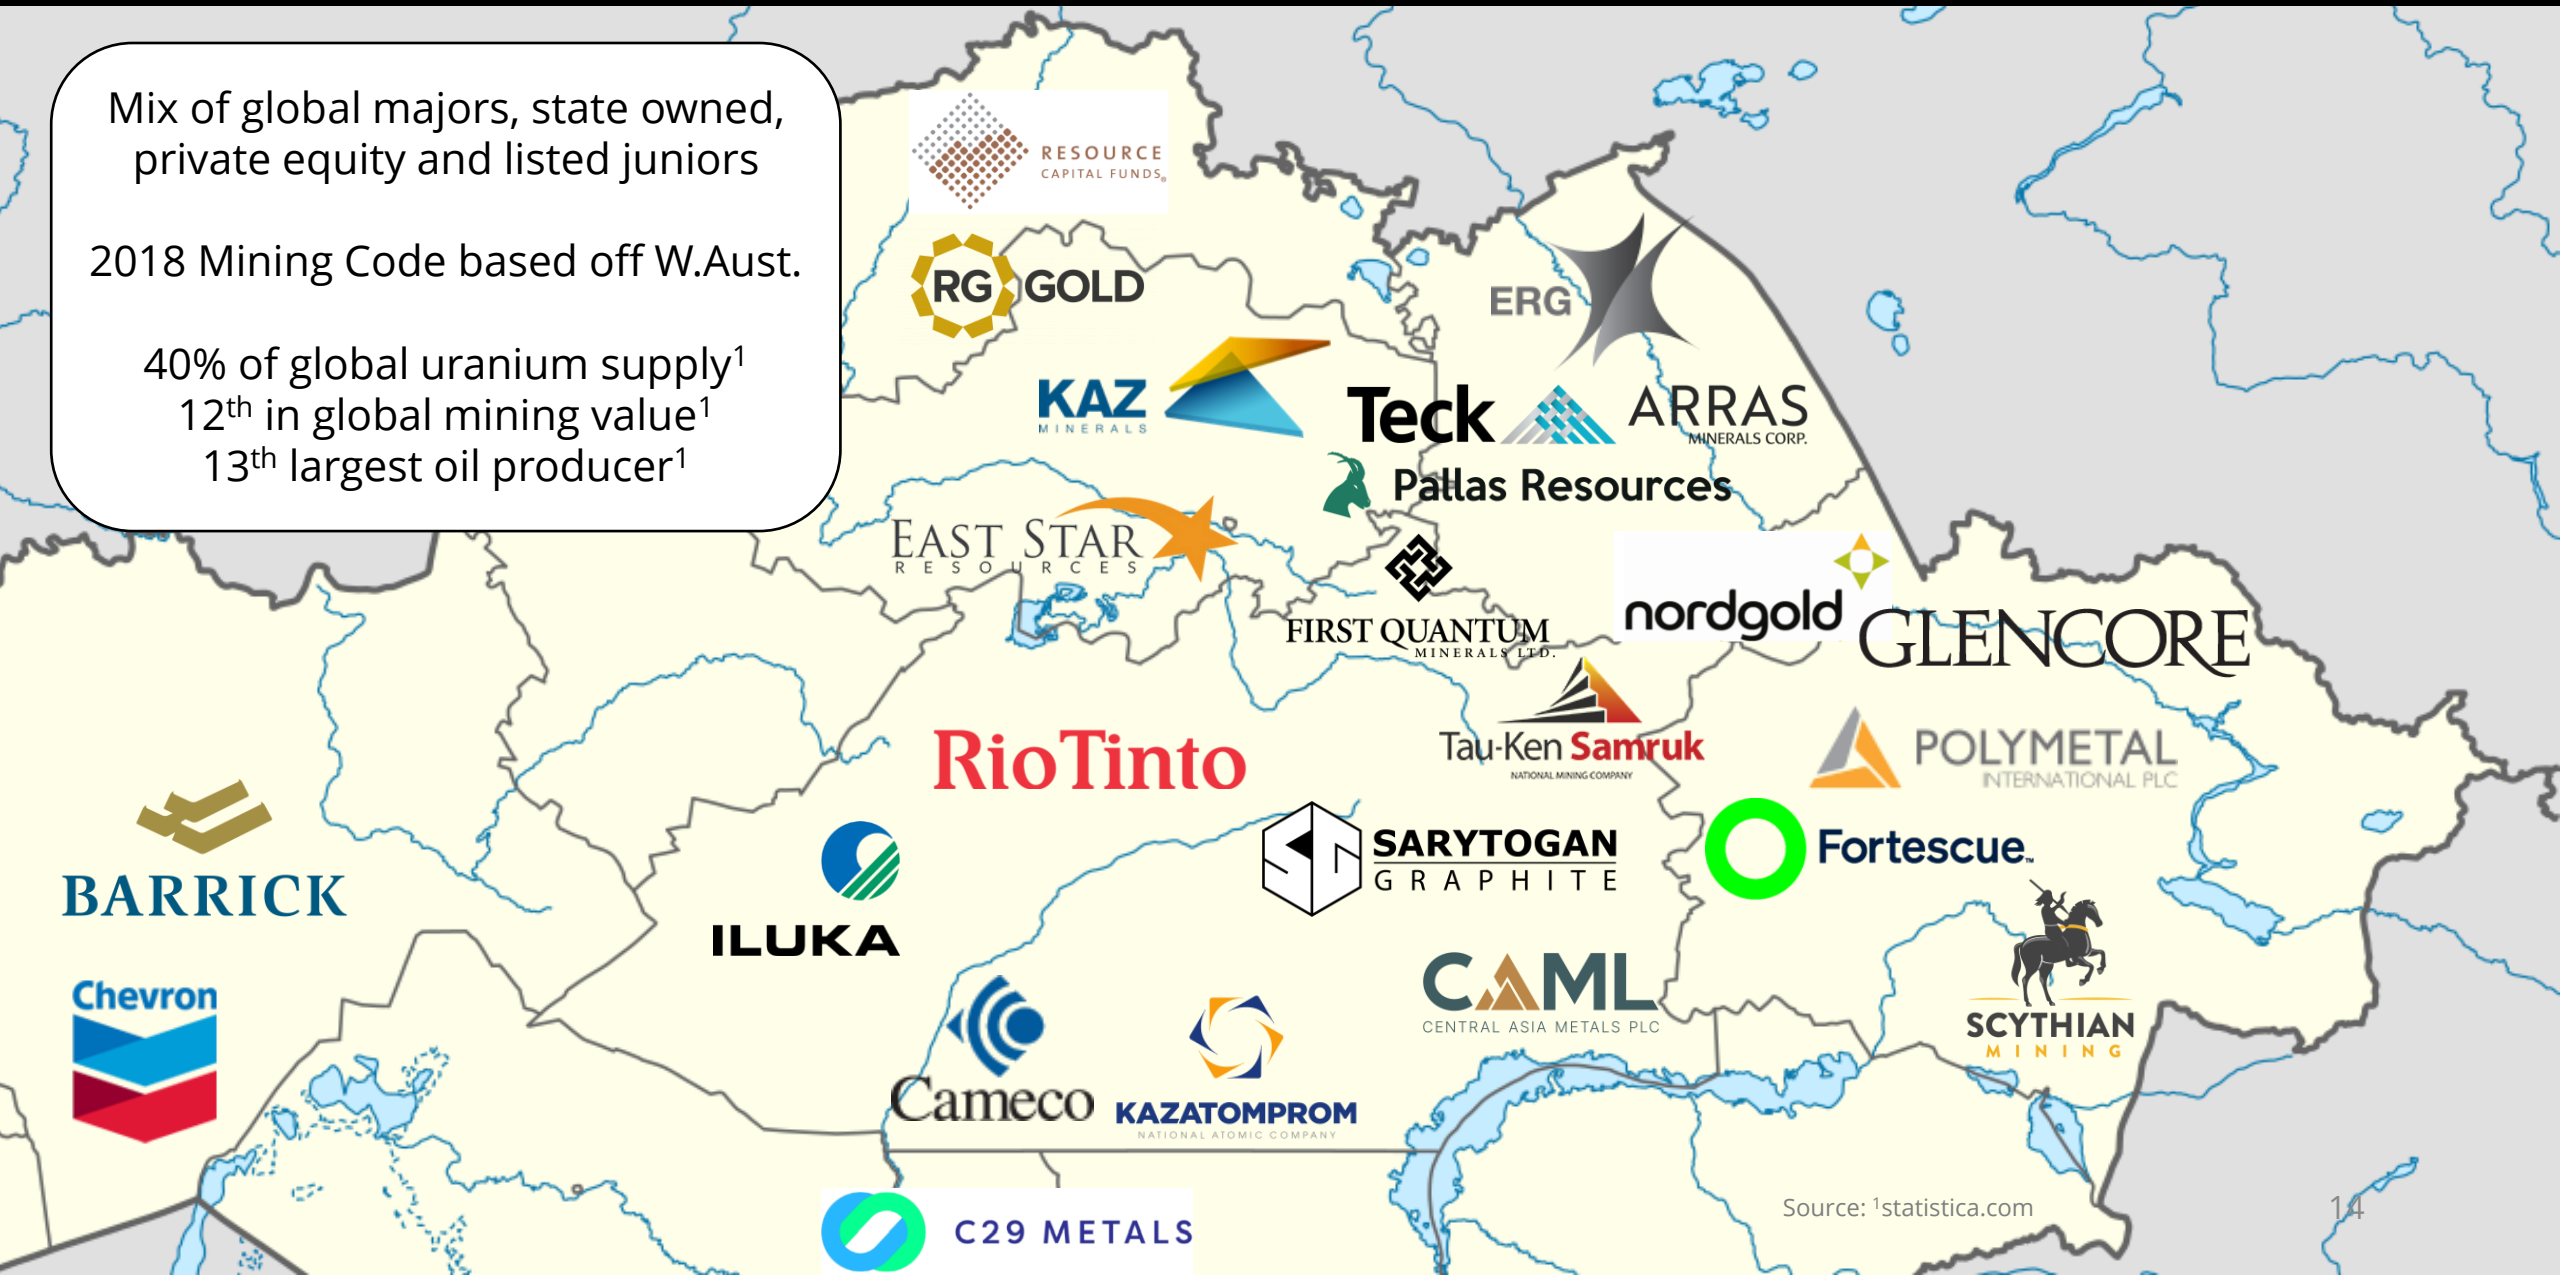 Mix of global majors, state owned,
private equity and listed juniors
2018 Mining Code based off W.Aust.
40% of global uranium supply¹
12th in global mining value¹
13th largest oil producer¹
RESOURCE
CAPITAL FUNDS®
RG GOLD
ERG
KAZ
MINERALS
Teck
ARRAS
MINERALS CORP.
Pallas Resources
EAST STAR
RESOURCES
FIRST QUANTUM
MINERALS LTD.
nordgold
GLENCORE
RioTinto
Tau-Ken Samruk
NATIONAL MINING COMPANY
POLYMETAL
INTERNATIONAL PLC
BARRICK
ILUKA
SARYTOGAN
GRAPHITE
Fortescue™
Chevron
Cameco
KAZATOMPROM
NATIONAL ATOMIC COMPANY
CAML
CENTRAL ASIA METALS PLC
SCYTHIAN
MINING
C29 METALS
Source: ¹statistica.com
14